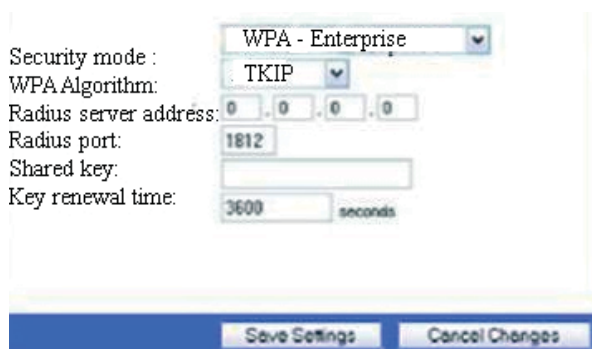 Security mode : WPA - Enterprise
WPA Algorithm: TKIP
Radius server address: 0 . 0 . 0 . 0
Radius port: 1812
Shared key:
Key renewal time: 3600 seconds
Save Settings Cancel Changes